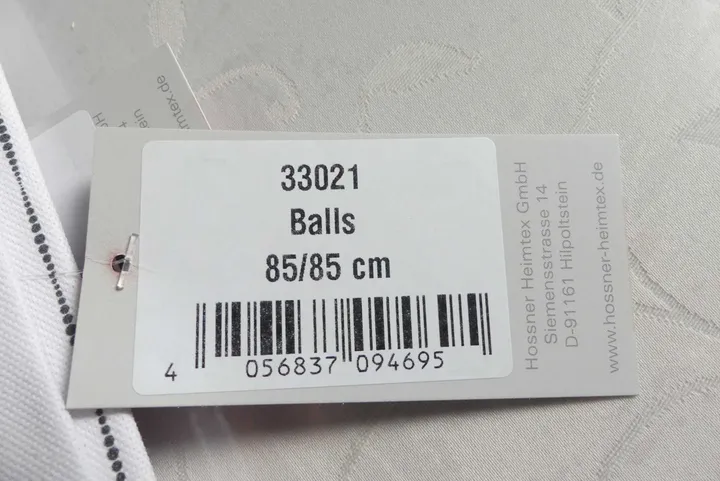 33021
Balls
85/85 cm
4 056837 094695
Hossner Heimtex GmbH
Siemensstrasse 14
D-91161 Hilpoltstein
www.hossner-heimtex.de